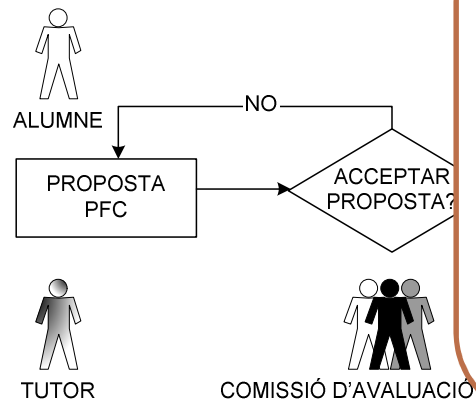 NO
ALUMNE
PROPOSTA
PFC
ACCEPTAR
PROPOSTA?
TUTOR
COMISSIÓ D'AVALUACIÓ